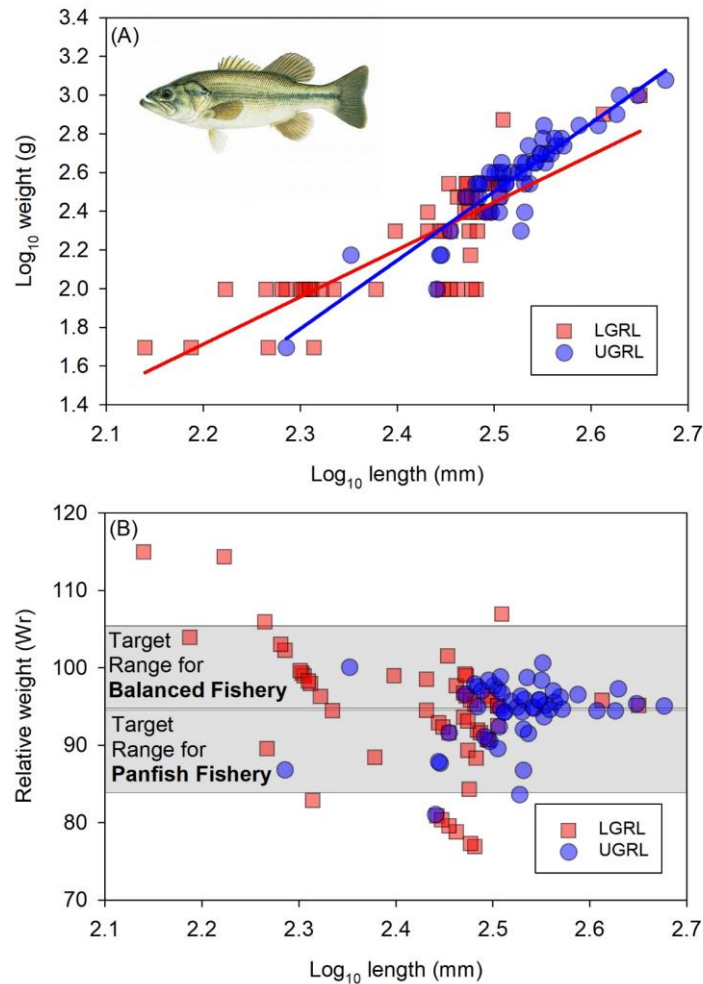 (A)
3.4
3.2
3.0
2.8
2.6
2.4
2.2
2.0
1.8
1.6
1.4
Log10 weight (g)
LGRL
UGRL
2.1 2.2 2.3 2.4 2.5 2.6 2.7
Log10 length (mm)
(B)
120
110
100
90
80
70
Relative weight (Wr)
Target
Range for
Balanced Fishery
Target
Range for
Panfish Fishery
LGRL
UGRL
2.1 2.2 2.3 2.4 2.5 2.6 2.7
Log10 length (mm)